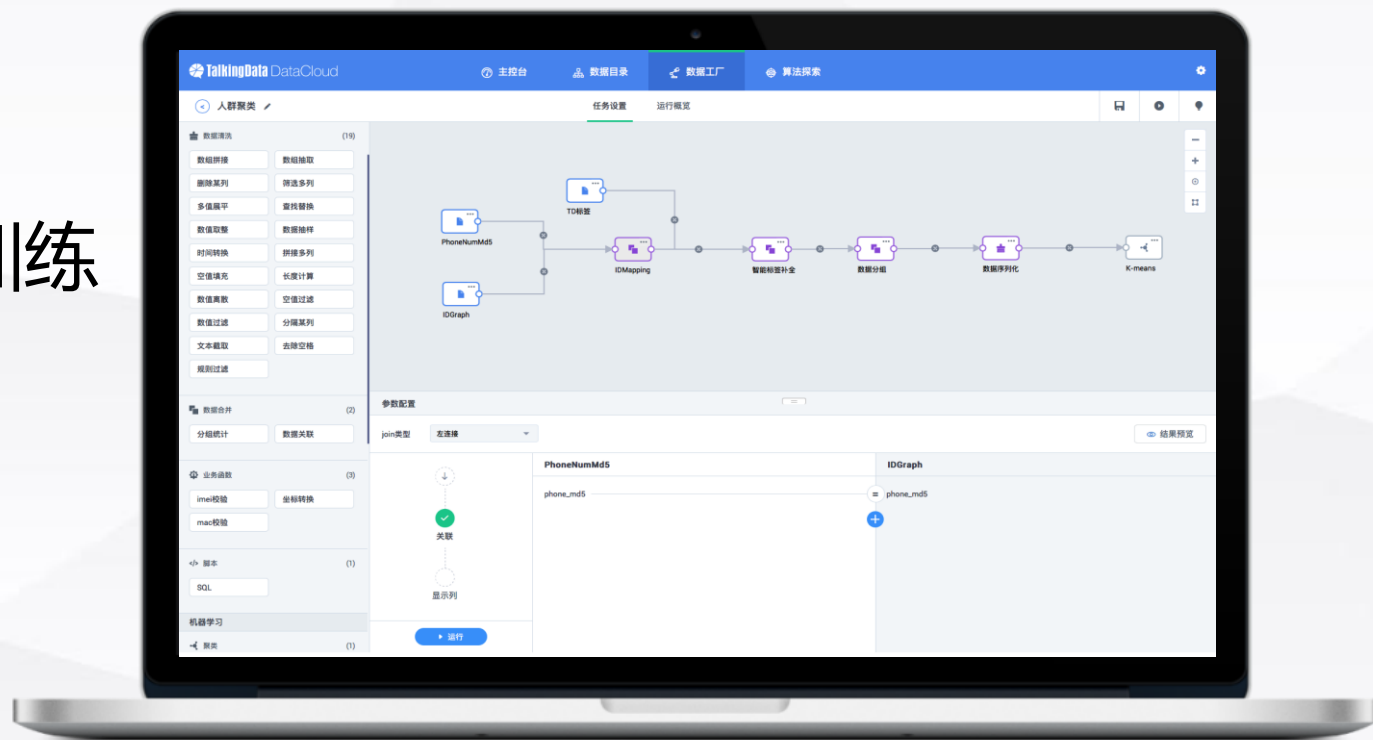 训练
TalkingData DataCloud
主控台
数据目录
数据工厂
算法探索
人群聚类
任务设置
运行概览
数据清洗 (19)
数组拼接 数组抽取
删除某列 筛选多列
多值展平 查找替换
数值取整 数据抽样
时间转换 拼接多列
空值填充 长度计算
数值离散 空值过滤
数值过滤 分隔某列
文本截取 去除空格
规则过滤
数据合并 (2)
分组统计 数据关联
业务函数 (3)
imei校验 坐标转换
mac校验
</> 脚本 (1)
SQL
机器学习
聚类 (1)
TD标签
PhoneNumMd5
IDGraph
IDMapping
智能标签补全
数据分组
数据序列化
K-means
参数配置
join类型 左连接
结果预览
关联
显示列
运行
PhoneNumMd5
IDGraph
phone_md5 = phone_md5